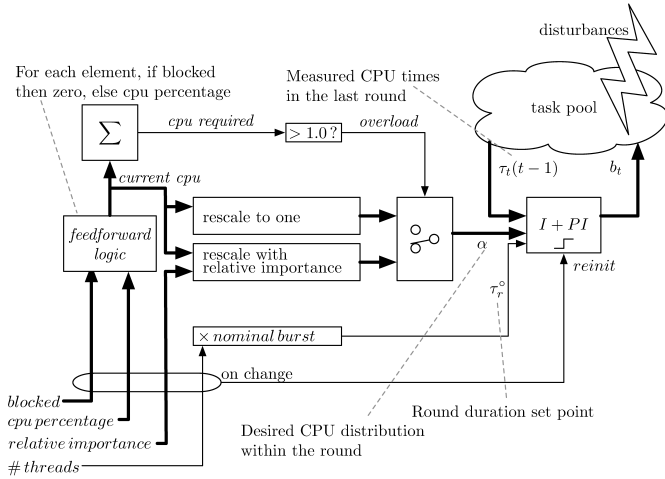 disturbances
For each element, if blocked
then zero, else cpu percentage
Measured CPU times
in the last round
task pool
∑
cpu required
> 1.0 ?
overload
τ_t(t − 1)
b_t
current cpu
rescale to one
feedforward
logic
rescale with
relative importance
α
I + PI
reinit
τ_r^∘
× nominal burst
on change
blocked
cpu percentage
relative importance
# threads
Round duration set point
Desired CPU distribution
within the round